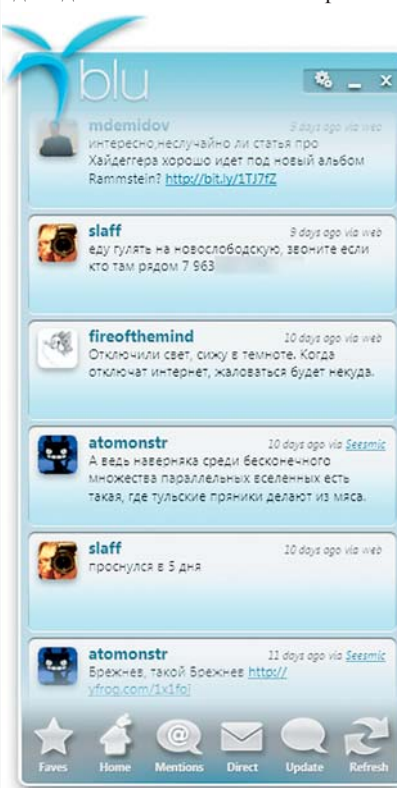 blu
mdemidov 9 days ago via web
интересно,неслучайно ли статья про
Хайдеггера хорошо идет под новый альбом
Rammstein? http://bit.ly/1TJ7fZ
slaff 9 days ago via web
еду гулять на новослободскую, звоните если
кто там рядом 7 963
fireofthemind 10 days ago via web
Отключили свет, сижу в темноте. Когда
отключат интернет, жаловаться будет некуда.
atomonstr 10 days ago via Seesmic
А ведь наверняка среди бесконечного
множества параллельных вселенных есть
такая, где тульские пряники делают из мяса.
slaff 10 days ago via web
проснулся в 5 дня
atomonstr 11 days ago via Seesmic
Брежнев, такой Брежнев http://
yfrog.com/1x1foj
Faves Home Mentions Direct Update Refresh